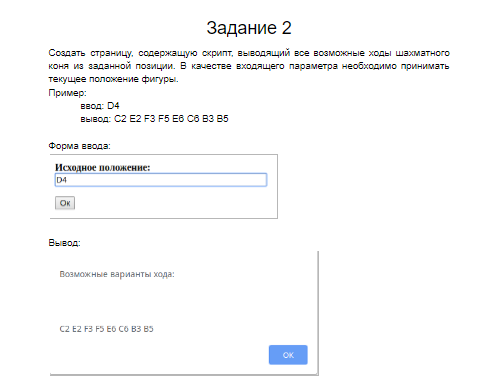 Задание 2
Создать страницу, содержащую скрипт, выводящий все возможные ходы шахматного
коня из заданной позиции. В качестве входящего параметра необходимо принимать
текущее положение фигуры.
Пример:
ввод: D4
вывод: C2 E2 F3 F5 E6 C6 B3 B5
Форма ввода:
Исходное положение:
D4
Ок
Вывод:
Возможные варианты хода:
C2 E2 F3 F5 E6 C6 B3 B5
OK